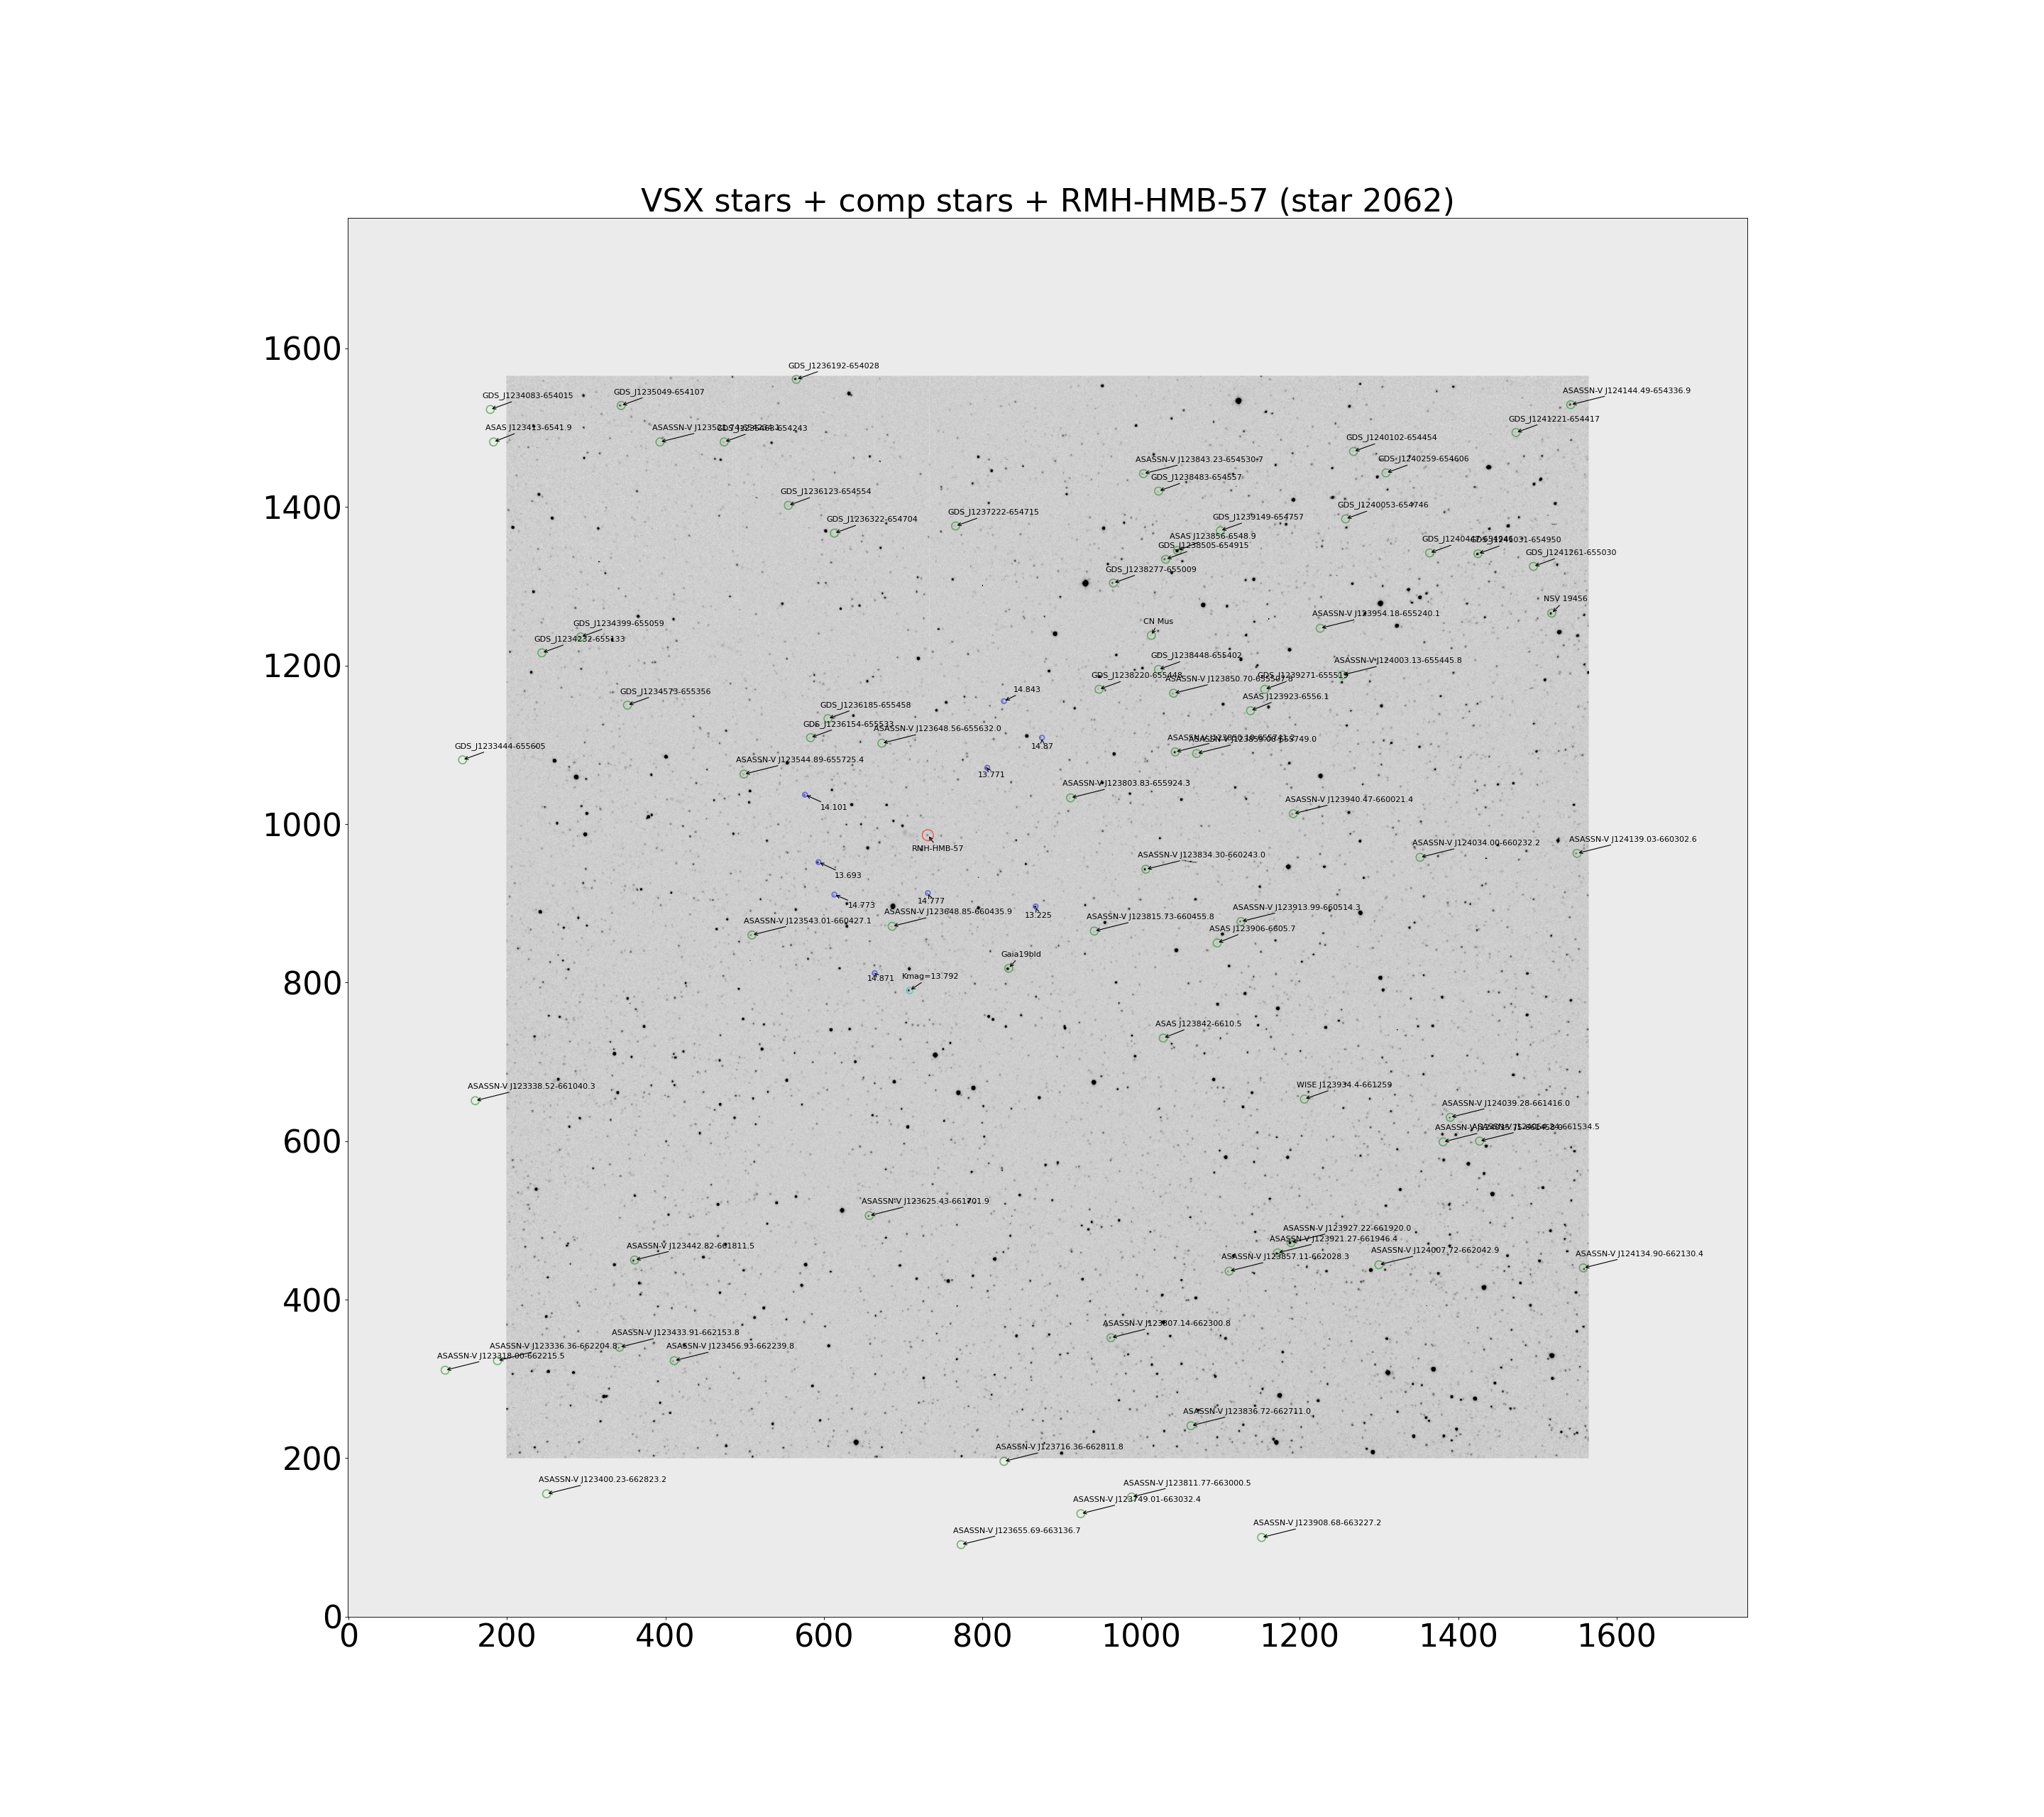 VSX stars + comp stars + RMH-HMB-57 (star 2062)
1600
GDS_J1236192-654028
GDS_J1234083-654015
GDS_J1235049-654107
ASASSN-V J124144.49-654336.9
ASAS J123413-6541.9
GDS_J1241221-654417
GDS_J1240102-654454
ASASSN-V J123843.23-654530.7
GDS_J1240259-654606
GDS_J1238483-654557
GDS_J1236123-654554
1400
GDS_J1237222-654715
GDS_J1240053-654746
GDS_J1236322-654704
GDS_J1239149-654757
ASAS J123856-6548.9
GDS_J1238505-654915
GDS_J1241261-655030
GDS_J1238277-655009
NSV 19456
ASASSN-V J123954.18-655240.1
CN Mus
GDS_J1234399-655059
GDS_J1234232-655133
1200
GDS_J1238448-655402
ASASSN-V J124003.13-655445.8
GDS_J1234573-655356
14.843
ASAS J123923-6556.1
GDS_J1236185-655458
GDS_J1236154-655533
ASASSN-V J123648.56-655632.0
14.87
GDS_J1233444-655605
ASASSN-V J123544.89-655725.4
13.771
ASASSN-V J123803.83-655924.3
14.101
ASASSN-V J123940.47-660021.4
1000
RMH-HMB-57
ASASSN-V J124034.00-660232.2
ASASSN-V J124139.03-660302.6
ASASSN-V J123834.30-660243.0
13.693
14.773
14.777
13.225
ASASSN-V J123543.01-660427.1
ASASSN-V J123648.85-660435.9
ASASSN-V J123815.73-660455.8
ASASSN-V J123913.99-660514.3
ASAS J123906-6605.7
Gaia19bld
14.871
Kmag=13.792
800
ASAS J123842-6610.5
ASASSN-V J123338.52-661040.3
WISE J123934.4-661259
ASASSN-V J124039.28-661416.0
600
ASASSN-V J123625.43-661701.9
ASASSN-V J123927.22-661920.0
ASASSN-V J123921.27-661946.4
ASASSN-V J123442.82-661811.5
ASASSN-V J123857.11-662028.3
ASASSN-V J124007.72-662042.9
ASASSN-V J124134.90-662130.4
400
ASASSN-V J123807.14-662300.8
ASASSN-V J123433.91-662153.8
ASASSN-V J123336.36-662204.8
ASASSN-V J123456.93-662239.8
ASASSN-V J123318.00-662215.5
ASASSN-V J123836.72-662711.0
200
ASASSN-V J123716.36-662811.8
ASASSN-V J123400.23-662823.2
ASASSN-V J123811.77-663000.5
ASASSN-V J123749.01-663032.4
ASASSN-V J123908.68-663227.2
ASASSN-V J123655.69-663136.7
0
0 200 400 600 800 1000 1200 1400 1600